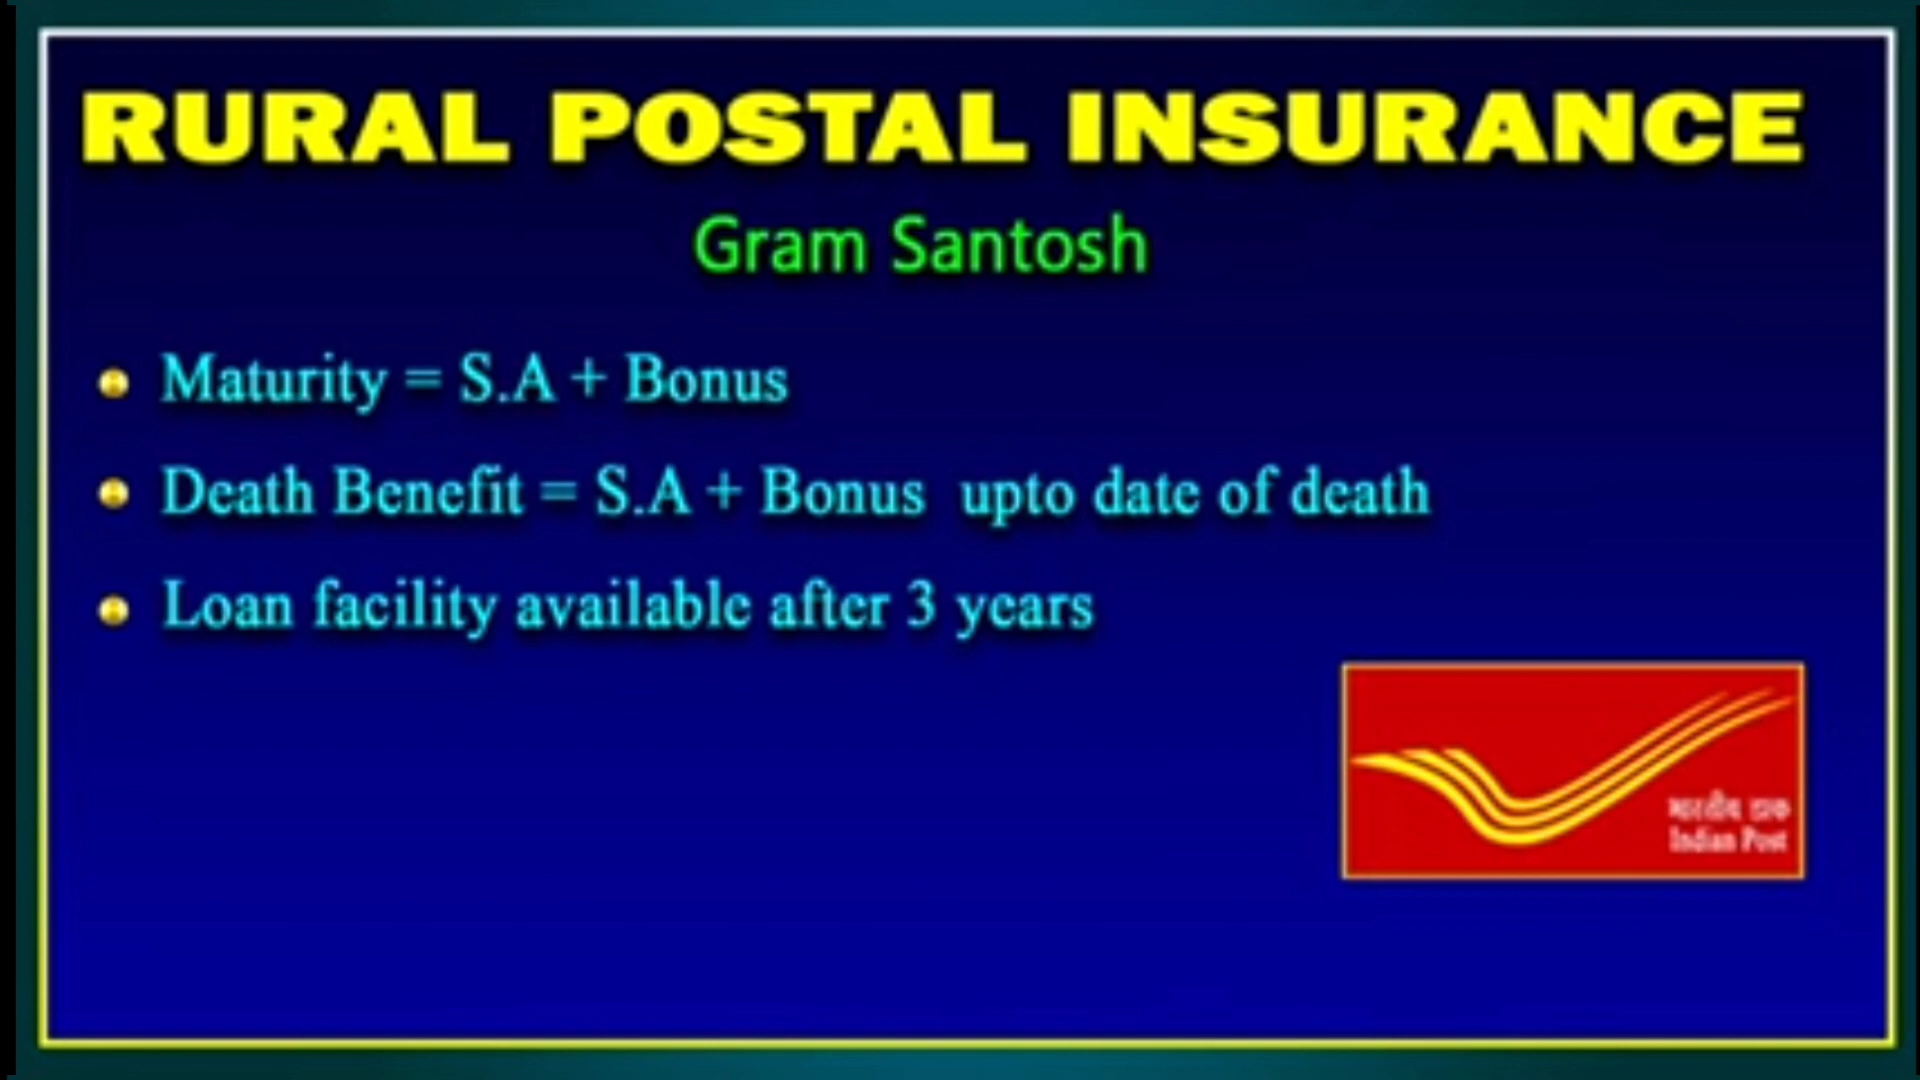 RURAL POSTAL INSURANCE
Gram Santosh
Maturity = S.A + Bonus
Death Benefit = S.A + Bonus upto date of death
Loan facility available after 3 years
भारतीय डाक
Indian Post